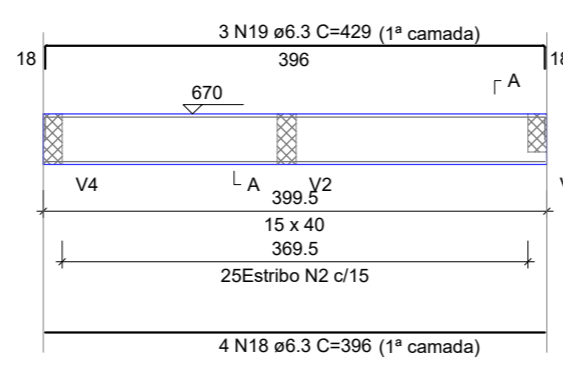 3 N19 ø6.3 C=429 (1ª camada)
18 396 18
A
670
V4 A V2
399.5
15 x 40
369.5
25Estribo N2 c/15
4 N18 ø6.3 C=396 (1ª camada)